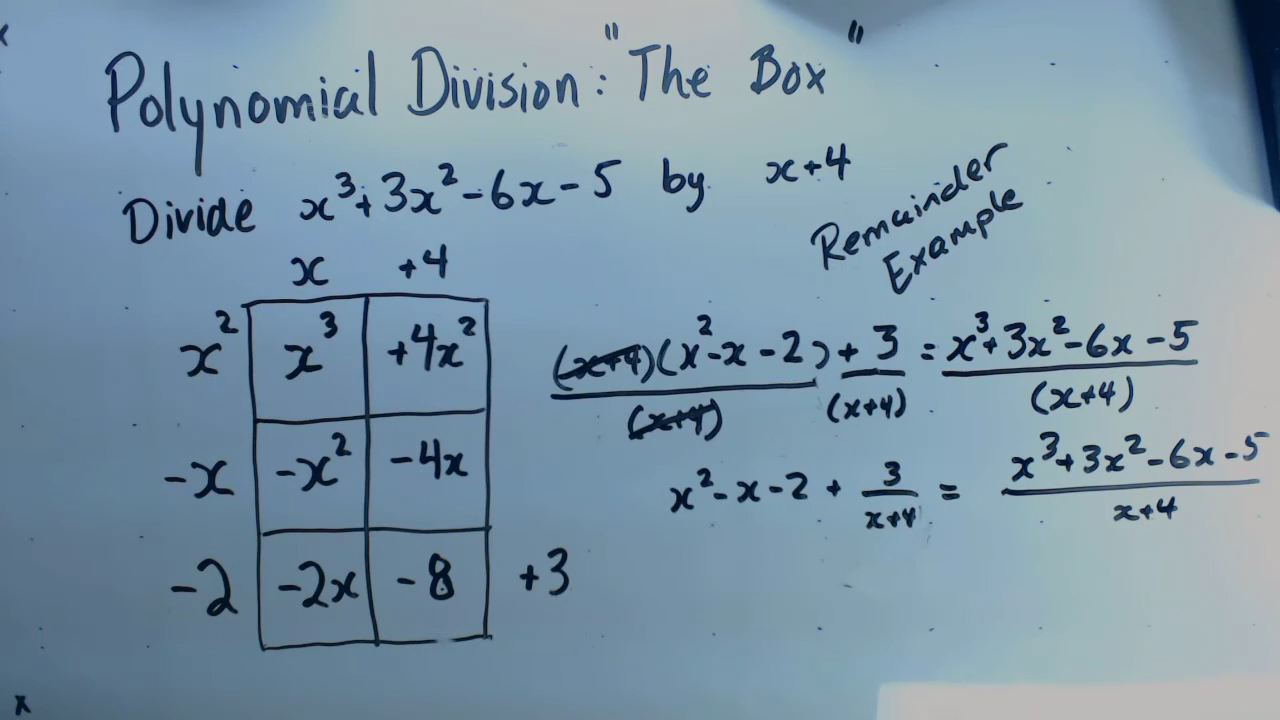 Polynomial Division: "The Box"
Divide x³+3x²-6x-5 by x+4
Remainder
Example
x +4
x² x³ +4x²
-x -x² -4x
-2 -2x -8 +3
(x+4)(x²-x-2) + 3 = x³+3x²-6x-5
(x+4) (x+4) (x+4)
x²-x-2 + 3/x+4 = x³+3x²-6x-5
x+4
x